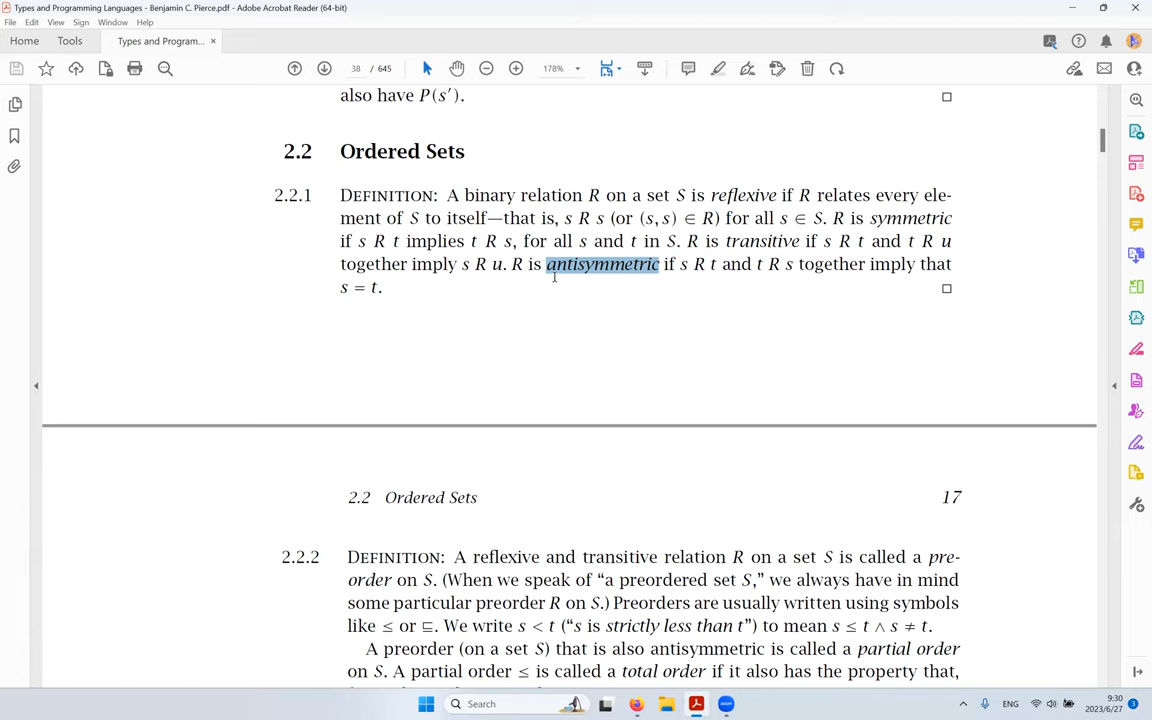 Types and Programming Languages - Benjamin C. Pierce.pdf - Adobe Acrobat Reader (64-bit)
File Edit View Sign Window Help
Home Tools Types and Program... ×
38 / 645 178%
also have P(s′).
2.2 Ordered Sets
2.2.1 Definition: A binary relation R on a set S is reflexive if R relates every ele-
ment of S to itself—that is, s R s (or (s, s) ∈ R) for all s ∈ S. R is symmetric
if s R t implies t R s, for all s and t in S. R is transitive if s R t and t R u
together imply s R u. R is antisymmetric if s R t and t R s together imply that
s = t. □
2.2 Ordered Sets 17
2.2.2 Definition: A reflexive and transitive relation R on a set S is called a pre-
order on S. (When we speak of “a preordered set S,” we always have in mind
some particular preorder R on S.) Preorders are usually written using symbols
like ≤ or ⊑. We write s < t (“s is strictly less than t”) to mean s ≤ t ∧ s ≠ t.
A preorder (on a set S) that is also antisymmetric is called a partial order
on S. A partial order ≤ is called a total order if it also has the property that,
Search
zoom
ENG
9:30
2023/6/27
3